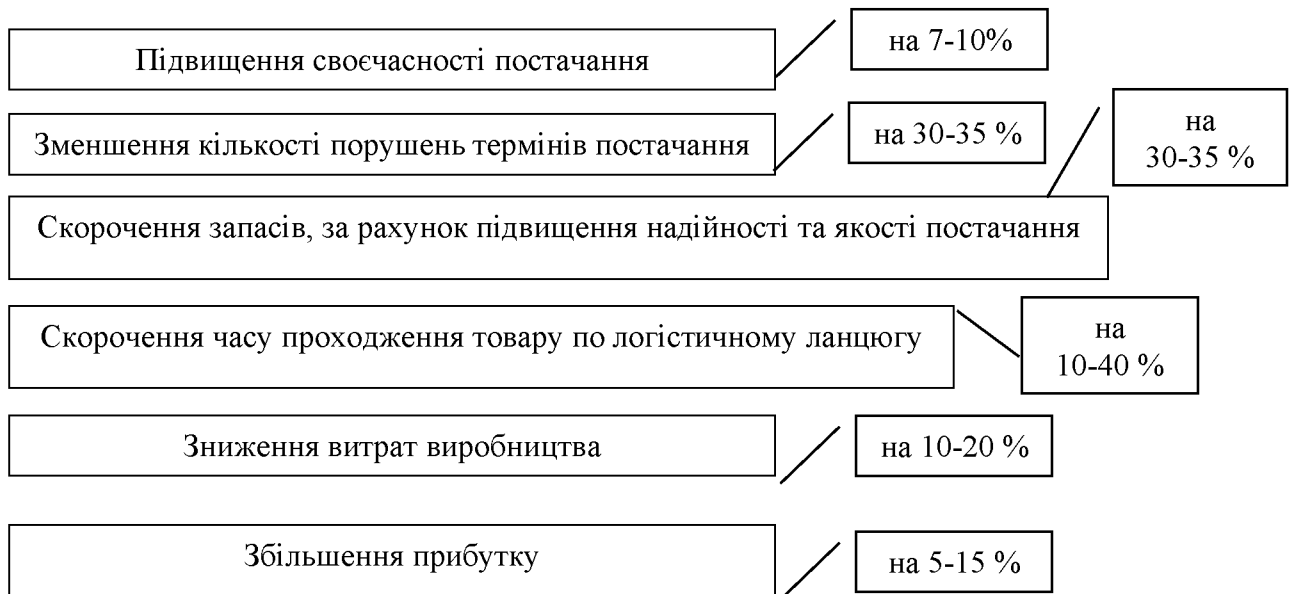 Підвищення своєчасності постачання
на 7-10%
Зменшення кількості порушень термінів постачання
на 30-35 %
на
30-35 %
Скорочення запасів, за рахунок підвищення надійності та якості постачання
Скорочення часу проходження товару по логістичному ланцюгу
на
10-40 %
Зниження витрат виробництва
на 10-20 %
Збільшення прибутку
на 5-15 %